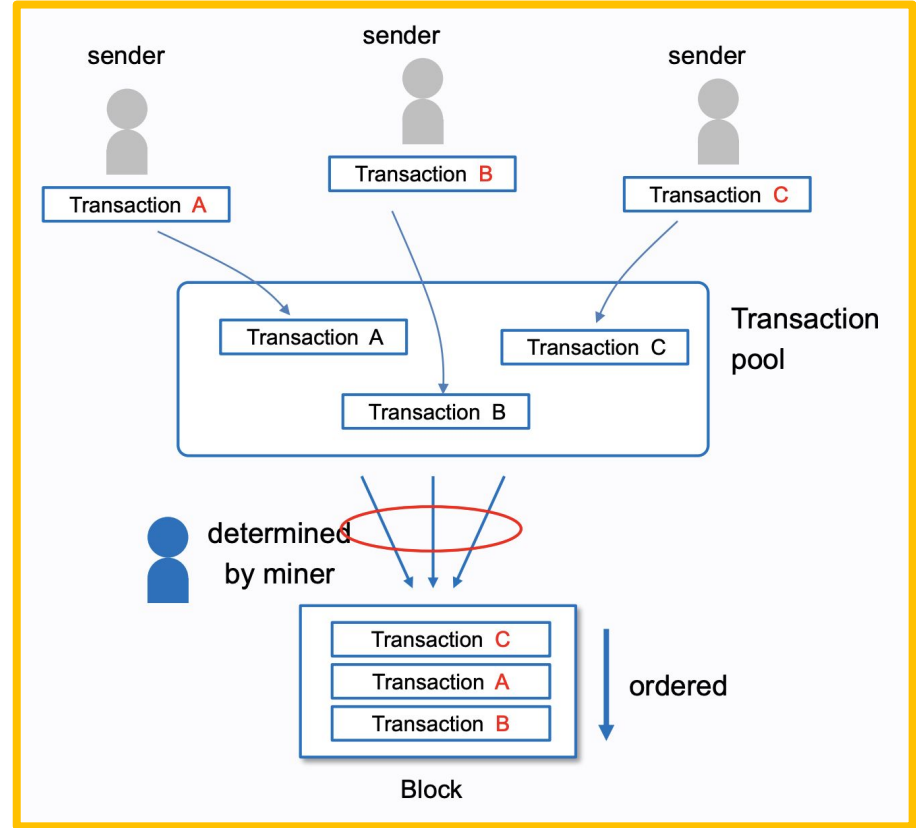 sender
sender
sender
Transaction A
Transaction B
Transaction C
Transaction A
Transaction C
Transaction B
Transaction
pool
determined
by miner
Transaction C
Transaction A
Transaction B
ordered
Block